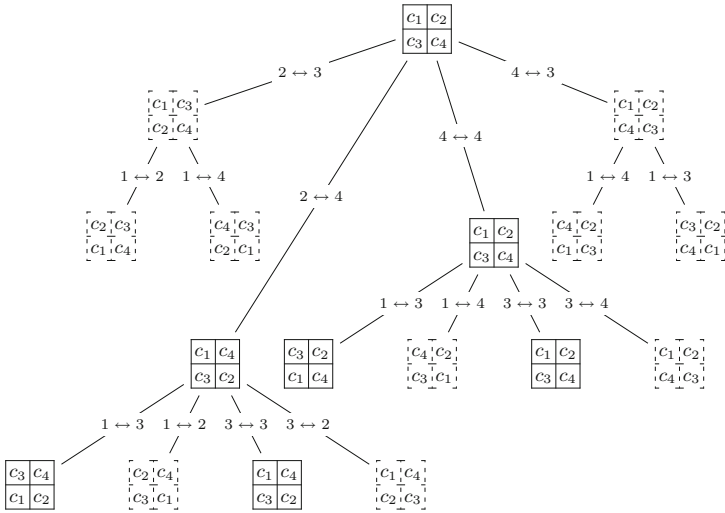 c₁ c₂
c₃ c₄
2 ↔ 3
4 ↔ 3
c₁ c₃
c₂ c₄
c₁ c₂
c₄ c₃
4 ↔ 4
1 ↔ 2
1 ↔ 4
1 ↔ 4
1 ↔ 3
2 ↔ 4
c₂ c₃
c₁ c₄
c₄ c₃
c₂ c₁
c₁ c₂
c₃ c₄
c₄ c₂
c₁ c₃
c₃ c₂
c₄ c₁
1 ↔ 3
1 ↔ 4
3 ↔ 3
3 ↔ 4
c₁ c₄
c₃ c₂
c₃ c₂
c₁ c₄
c₄ c₂
c₃ c₁
c₁ c₂
c₃ c₄
c₁ c₂
c₄ c₃
1 ↔ 3
1 ↔ 2
3 ↔ 3
3 ↔ 2
c₃ c₄
c₁ c₂
c₂ c₄
c₃ c₁
c₁ c₄
c₃ c₂
c₁ c₄
c₂ c₃